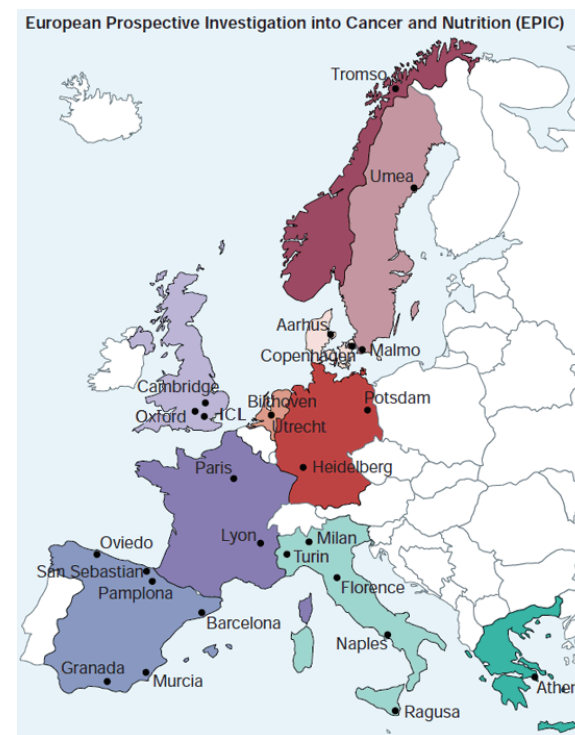 European Prospective Investigation into Cancer and Nutrition (EPIC)
Tromso
Umea
Aarhus
Copenhagen
Malmo
Cambridge
Oxford
ICL
Bilthoven
Utrecht
Potsdam
Heidelberg
Paris
Lyon
Milan
Turin
Florence
Naples
Ragusa
Oviedo
San Sebastian
Pamplona
Barcelona
Granada
Murcia
Ather